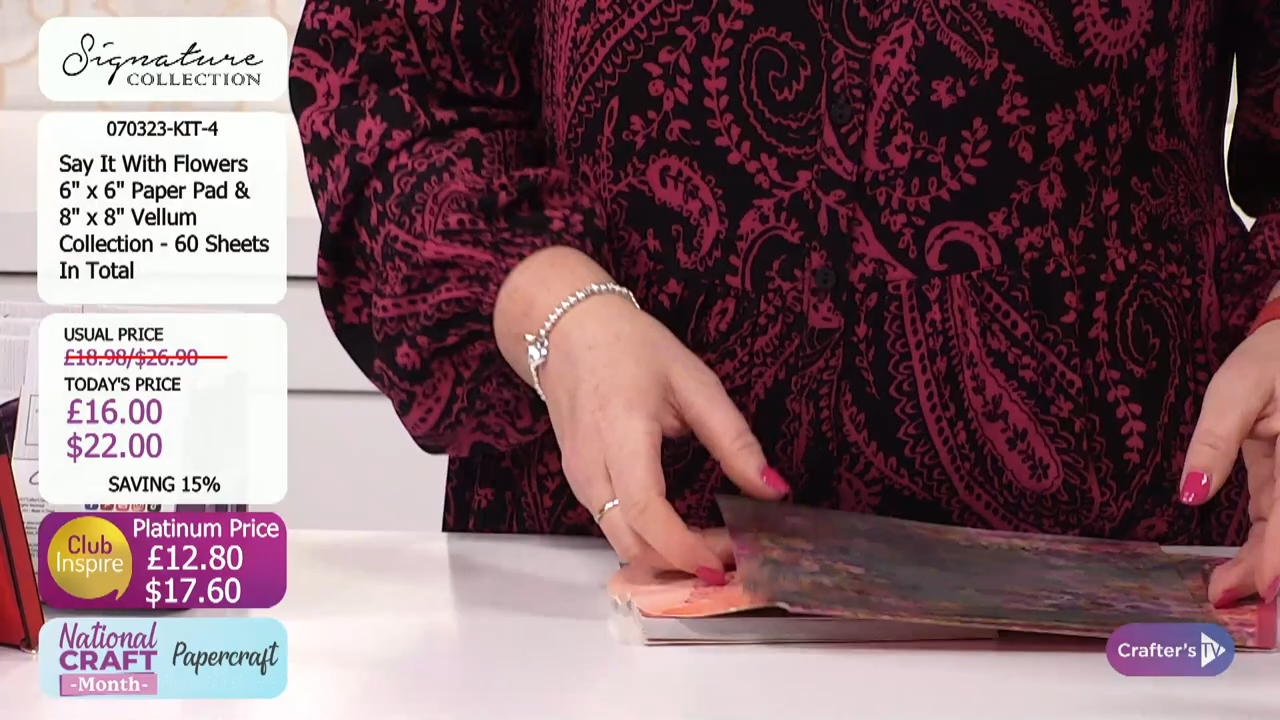 Signature
COLLECTION
070323-KIT-4
Say It With Flowers
6" x 6" Paper Pad &
8" x 8" Vellum
Collection - 60 Sheets
In Total
USUAL PRICE
£18.98/$26.90
TODAY'S PRICE
£16.00
$22.00
SAVING 15%
Club
Inspire
Platinum Price
£12.80
$17.60
National
CRAFT
-Month-
Papercraft
Crafter's TV